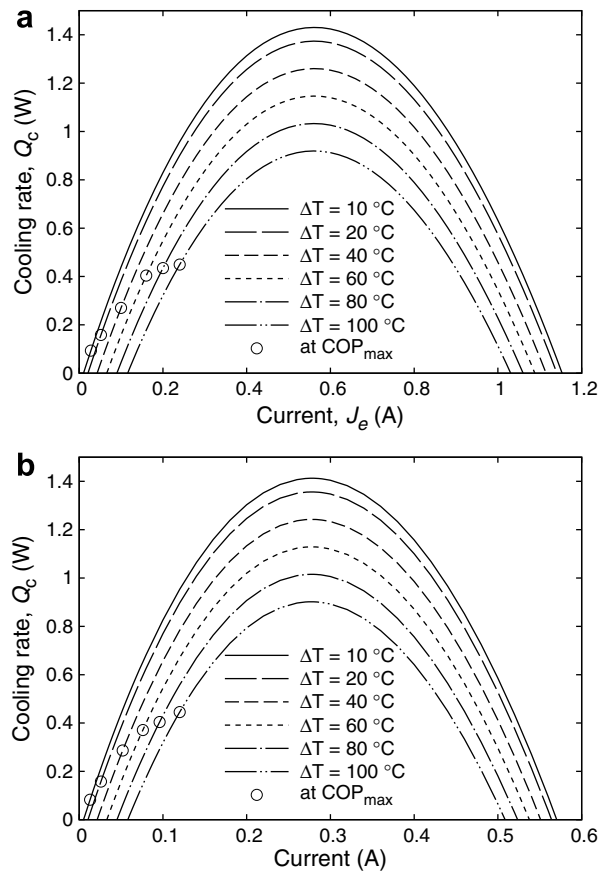 a
1.4
1.2
1
0.8
0.6
0.4
0.2
0
Cooling rate, Qc (W)
ΔT = 10 °C
ΔT = 20 °C
ΔT = 40 °C
ΔT = 60 °C
ΔT = 80 °C
ΔT = 100 °C
at COPmax
0 0.2 0.4 0.6 0.8 1 1.2
Current, Je (A)
b
1.4
1.2
1
0.8
0.6
0.4
0.2
0
Cooling rate, Qc (W)
ΔT = 10 °C
ΔT = 20 °C
ΔT = 40 °C
ΔT = 60 °C
ΔT = 80 °C
ΔT = 100 °C
at COPmax
0 0.1 0.2 0.3 0.4 0.5 0.6
Current (A)